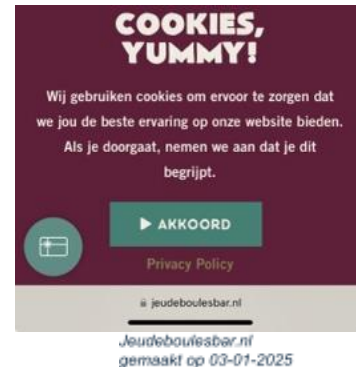 COOKIES,
YUMMY!
Wij gebruiken cookies om ervoor te zorgen dat
we jou de beste ervaring op onze website bieden.
Als je doorgaat, nemen we aan dat je dit
begrijpt.
AKKOORD
Privacy Policy
jeudeboulesbar.nl
Jeudeboulesbar.nl
gemaakt op 03-01-2025